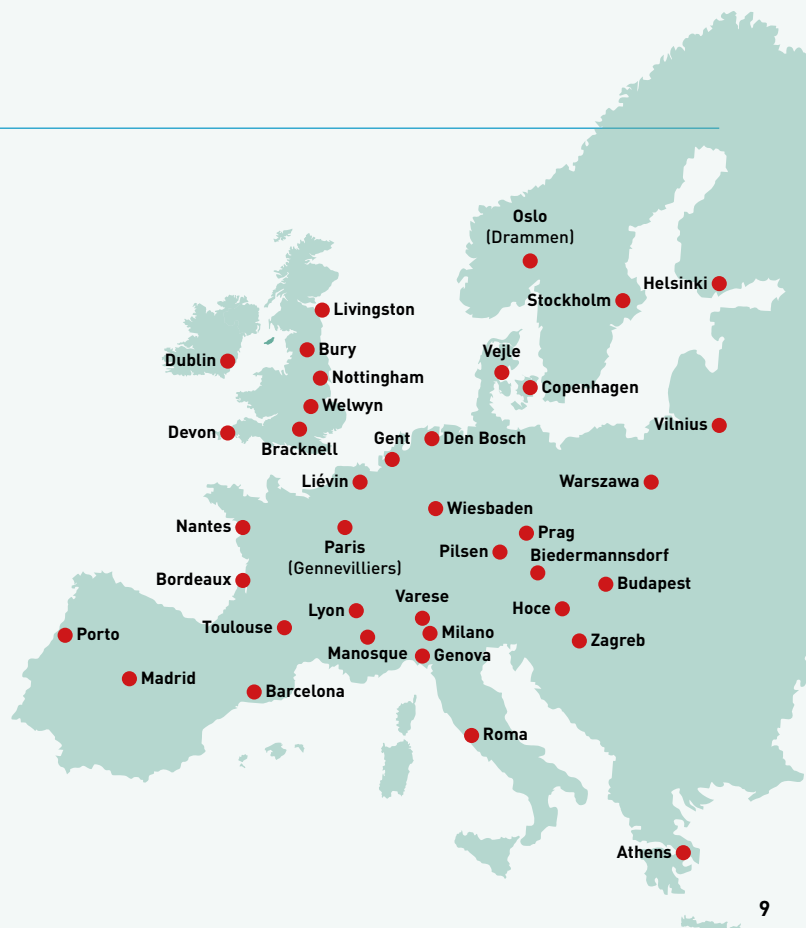 Oslo
(Drammen)
Helsinki
Stockholm
Livingston
Bury
Vejle
Dublin
Nottingham
Copenhagen
Welwyn
Vilnius
Devon
Gent
Den Bosch
Bracknell
Liévin
Warszawa
Wiesbaden
Nantes
Prag
Paris
(Gennevilliers)
Pilsen
Biedermannsdorf
Bordeaux
Budapest
Varese
Lyon
Hoce
Toulouse
Milano
Porto
Zagreb
Manosque
Genova
Madrid
Barcelona
Roma
Athens
9